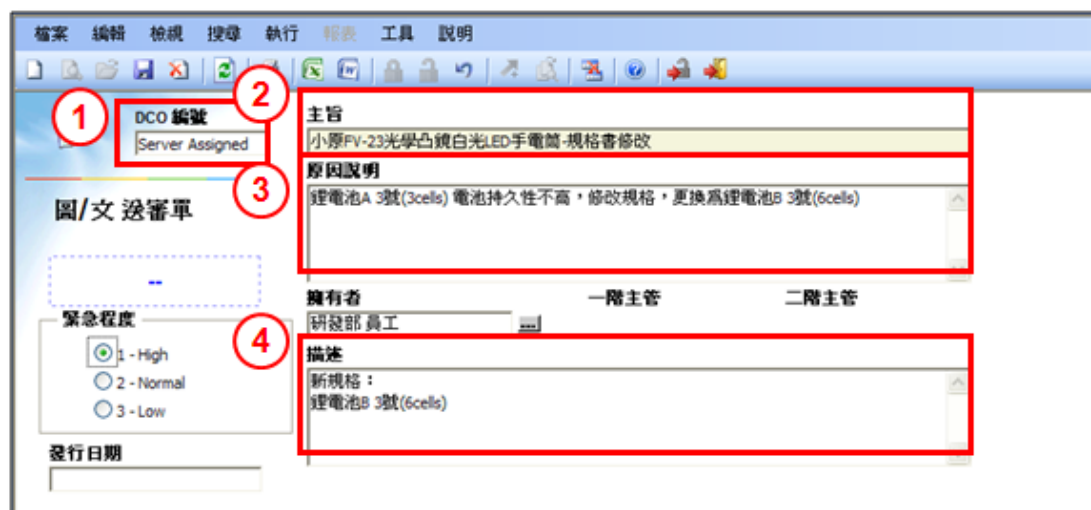 檔案 編輯 檢視 搜尋 執行 報表 工具 說明
1
2
DCO 編號
Server Assigned
主旨
小原FV-23光學凸鏡白光LED手電筒-規格書修改
3
原因說明
鋰電池A 3號(3cells) 電池持久性不高，修改規格，更換為鋰電池B 3號(6cells)
圖/文 送審單
--
擁有者 一階主管 二階主管
研發部 員工
...
緊急程度
1 - High
2 - Normal
3 - Low
4
描述
新規格：
鋰電池B 3號(6cells)
發行日期